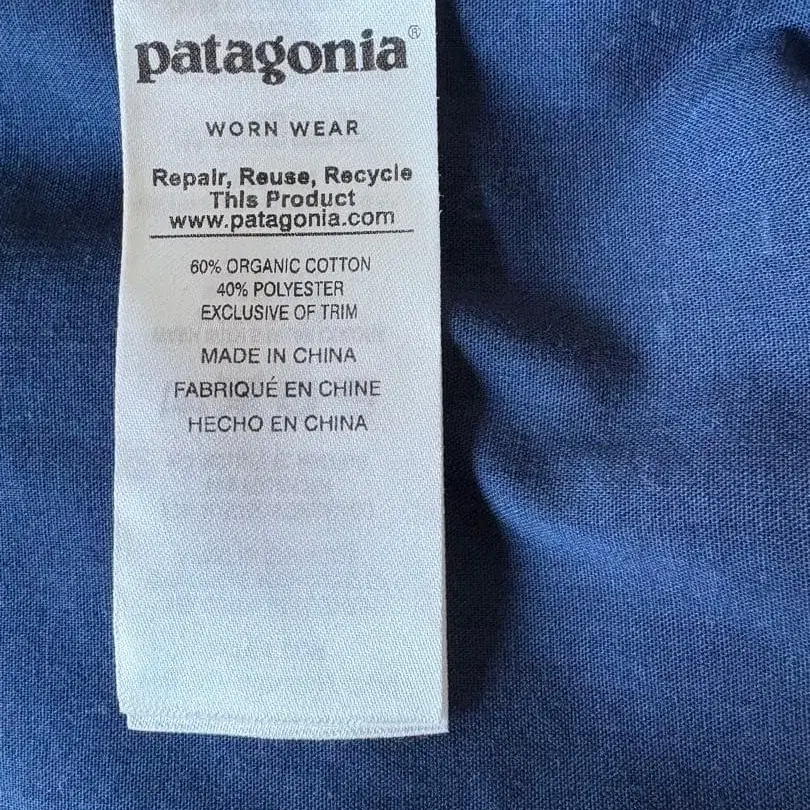 patagonia®
WORN WEAR
Repair, Reuse, Recycle
This Product
www.patagonia.com
60% ORGANIC COTTON
40% POLYESTER
EXCLUSIVE OF TRIM
MADE IN CHINA
FABRIQUÉ EN CHINE
HECHO EN CHINA